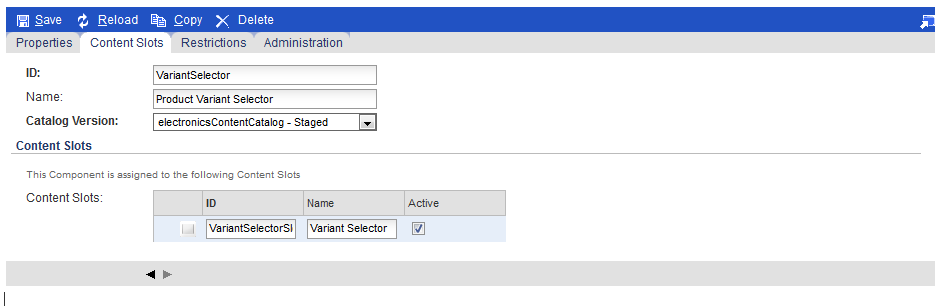 Save Reload Copy Delete
Properties Content Slots Restrictions Administration
ID: VariantSelector
Name: Product Variant Selector
Catalog Version: electronicsContentCatalog - Staged
Content Slots
This Component is assigned to the following Content Slots
Content Slots: ID Name Active
VariantSelectorSl Variant Selector